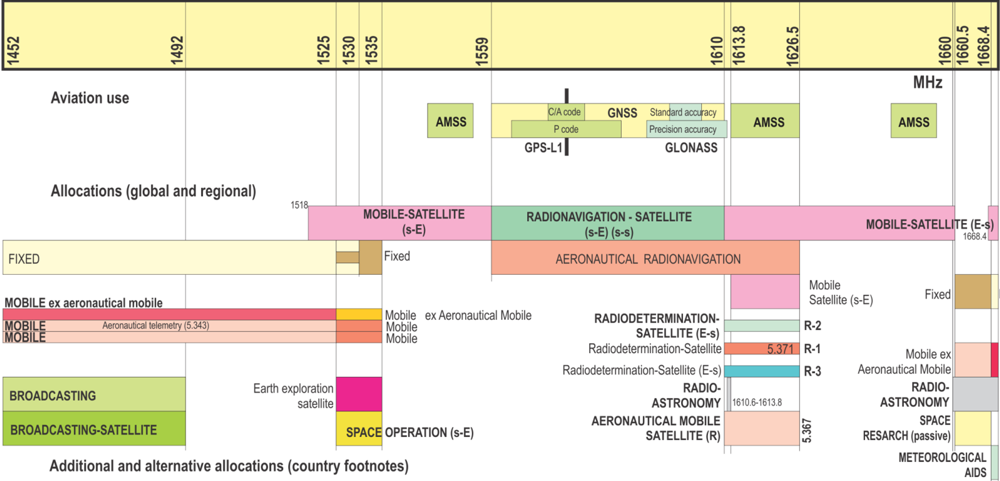 1452
1492
1525
1530
1535
1559
1610
1613.8
1626.5
1660
1660.5
1668.4
MHz
Aviation use
AMSS
C/A code
GNSS
Standard accuracy
P code
Precision accuracy
GPS-L1
GLONASS
AMSS
AMSS
Allocations (global and regional)
1518
MOBILE-SATELLITE
(s-E)
RADIONAVIGATION - SATELLITE
(s-E) (s-s)
MOBILE-SATELLITE (E-s)
1668.4
FIXED
Fixed
AERONAUTICAL RADIONAVIGATION
Mobile
Satellite (s-E)
Fixed
MOBILE ex aeronautical mobile
Mobile ex Aeronautical Mobile
MOBILE Aeronautical telemetry (5.343)
Mobile
MOBILE
Mobile
RADIODETERMINATION-
SATELLITE (E-s)
R-2
Radiodetermination-Satellite
5.371
R-1
Radiodetermination-Satellite (E-s)
R-3
Mobile ex
Aeronautical Mobile
BROADCASTING
Earth exploration
satellite
RADIO-
ASTRONOMY
1610.6-1613.8
RADIO-
ASTRONOMY
BROADCASTING-SATELLITE
SPACE OPERATION (s-E)
AERONAUTICAL MOBILE
SATELLITE (R)
5.367
SPACE
RESARCH (passive)
METEOROLOGICAL
AIDS
Additional and alternative allocations (country footnotes)